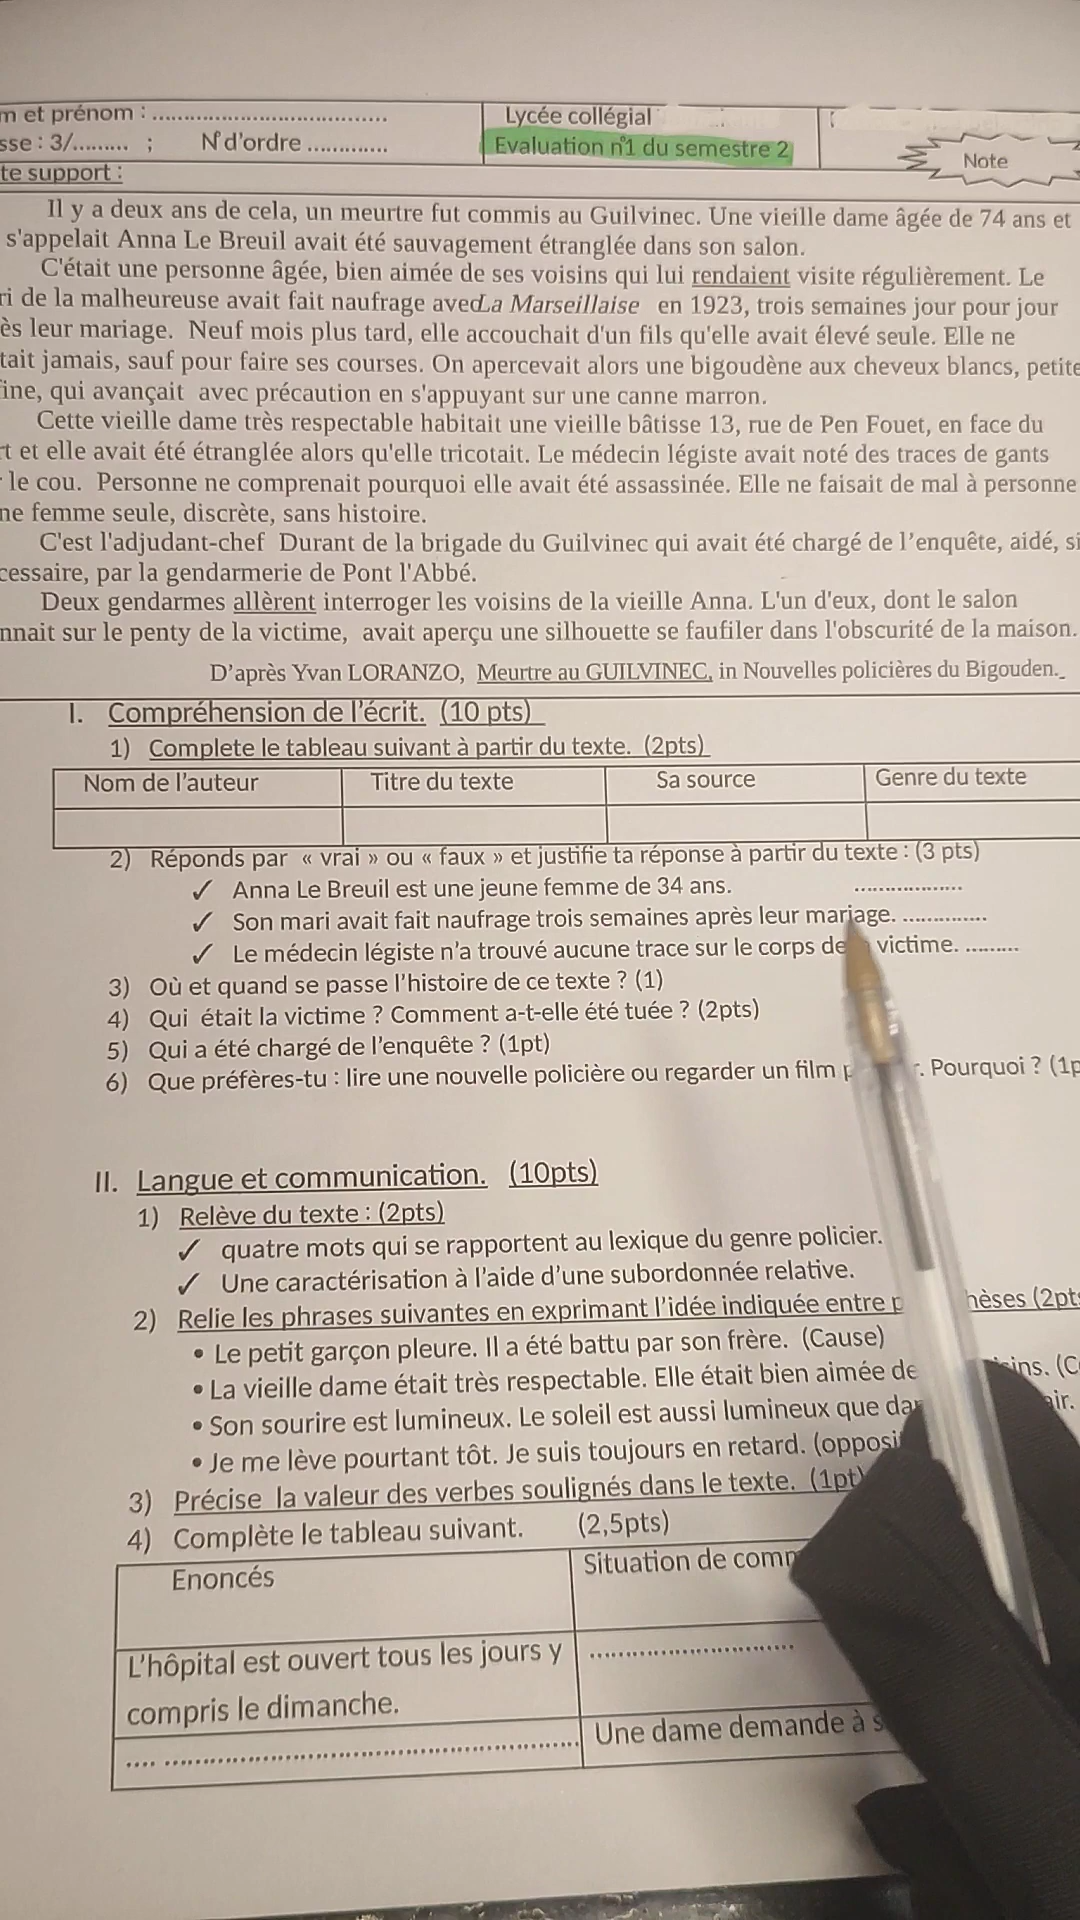 m et prénom : ....................................
sse : 3/......... ; N°d'ordre .............
Lycée collégial
Evaluation n°1 du semestre 2
Note
te support :
Il y a deux ans de cela, un meurtre fut commis au Guilvinec. Une vieille dame âgée de 74 ans et
s'appelait Anna Le Breuil avait été sauvagement étranglée dans son salon.
C'était une personne âgée, bien aimée de ses voisins qui lui rendaient visite régulièrement. Le
ri de la malheureuse avait fait naufrage avec La Marseillaise en 1923, trois semaines jour pour jour
ès leur mariage. Neuf mois plus tard, elle accouchait d'un fils qu'elle avait élevé seule. Elle ne
tait jamais, sauf pour faire ses courses. On apercevait alors une bigoudène aux cheveux blancs, petite
fine, qui avançait avec précaution en s'appuyant sur une canne marron.
Cette vieille dame très respectable habitait une vieille bâtisse 13, rue de Pen Fouet, en face du
rt et elle avait été étranglée alors qu'elle tricotait. Le médecin légiste avait noté des traces de gants
le cou. Personne ne comprenait pourquoi elle avait été assassinée. Elle ne faisait de mal à personne
ne femme seule, discrète, sans histoire.
C'est l'adjudant-chef Durant de la brigade du Guilvinec qui avait été chargé de l'enquête, aidé, si
cessaire, par la gendarmerie de Pont l'Abbé.
Deux gendarmes allèrent interroger les voisins de la vieille Anna. L'un d'eux, dont le salon
nnait sur le penty de la victime, avait aperçu une silhouette se faufiler dans l'obscurité de la maison.
D'après Yvan LORANZO, Meurtre au GUILVINEC, in Nouvelles policières du Bigouden.
I. Compréhension de l'écrit. (10 pts)
1) Complete le tableau suivant à partir du texte. (2pts)
Nom de l'auteur Titre du texte Sa source Genre du texte
2) Réponds par « vrai » ou « faux » et justifie ta réponse à partir du texte : (3 pts)
✓ Anna Le Breuil est une jeune femme de 34 ans. ..................
✓ Son mari avait fait naufrage trois semaines après leur mariage. ..............
✓ Le médecin légiste n'a trouvé aucune trace sur le corps de victime. .........
3) Où et quand se passe l'histoire de ce texte ? (1)
4) Qui était la victime ? Comment a-t-elle été tuée ? (2pts)
5) Qui a été chargé de l'enquête ? (1pt)
6) Que préfères-tu : lire une nouvelle policière ou regarder un film p r. Pourquoi ? (1p
II. Langue et communication. (10pts)
1) Relève du texte : (2pts)
✓ quatre mots qui se rapportent au lexique du genre policier.
✓ Une caractérisation à l'aide d'une subordonnée relative.
2) Relie les phrases suivantes en exprimant l'idée indiquée entre p hèses (2pts
• Le petit garçon pleure. Il a été battu par son frère. (Cause)
• La vieille dame était très respectable. Elle était bien aimée de isins. (C
• Son sourire est lumineux. Le soleil est aussi lumineux que da air.
• Je me lève pourtant tôt. Je suis toujours en retard. (opposi
3) Précise la valeur des verbes soulignés dans le texte. (1pt)
4) Complète le tableau suivant. (2,5pts)
Enoncés Situation de comm
L'hôpital est ouvert tous les jours y ............................
compris le dimanche.
.... .................................................... Une dame demande à s